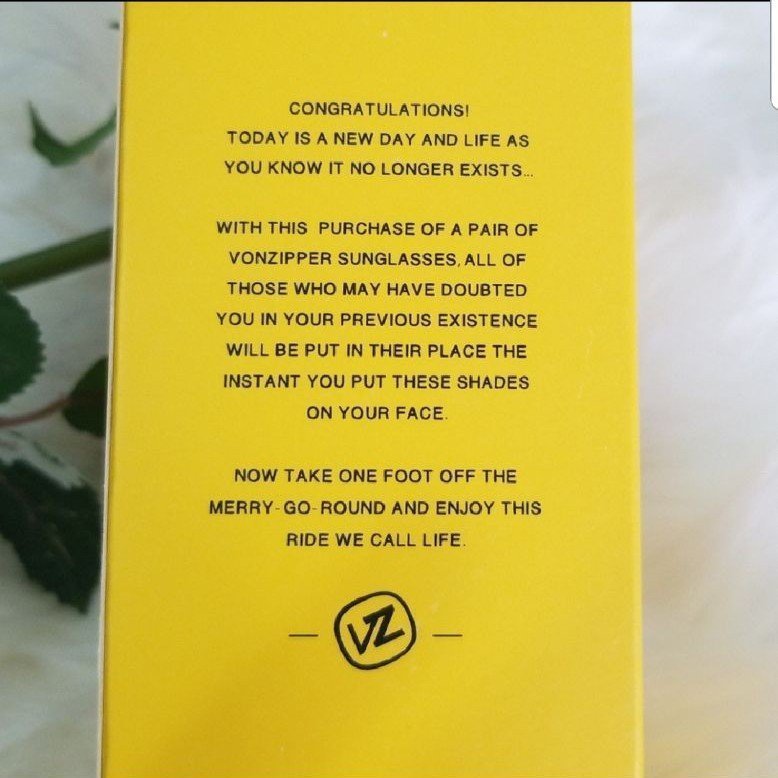 CONGRATULATIONS!
TODAY IS A NEW DAY AND LIFE AS
YOU KNOW IT NO LONGER EXISTS...
WITH THIS PURCHASE OF A PAIR OF
VONZIPPER SUNGLASSES, ALL OF
THOSE WHO MAY HAVE DOUBTED
YOU IN YOUR PREVIOUS EXISTENCE
WILL BE PUT IN THEIR PLACE THE
INSTANT YOU PUT THESE SHADES
ON YOUR FACE.
NOW TAKE ONE FOOT OFF THE
MERRY-GO-ROUND AND ENJOY THIS
RIDE WE CALL LIFE.
VZ